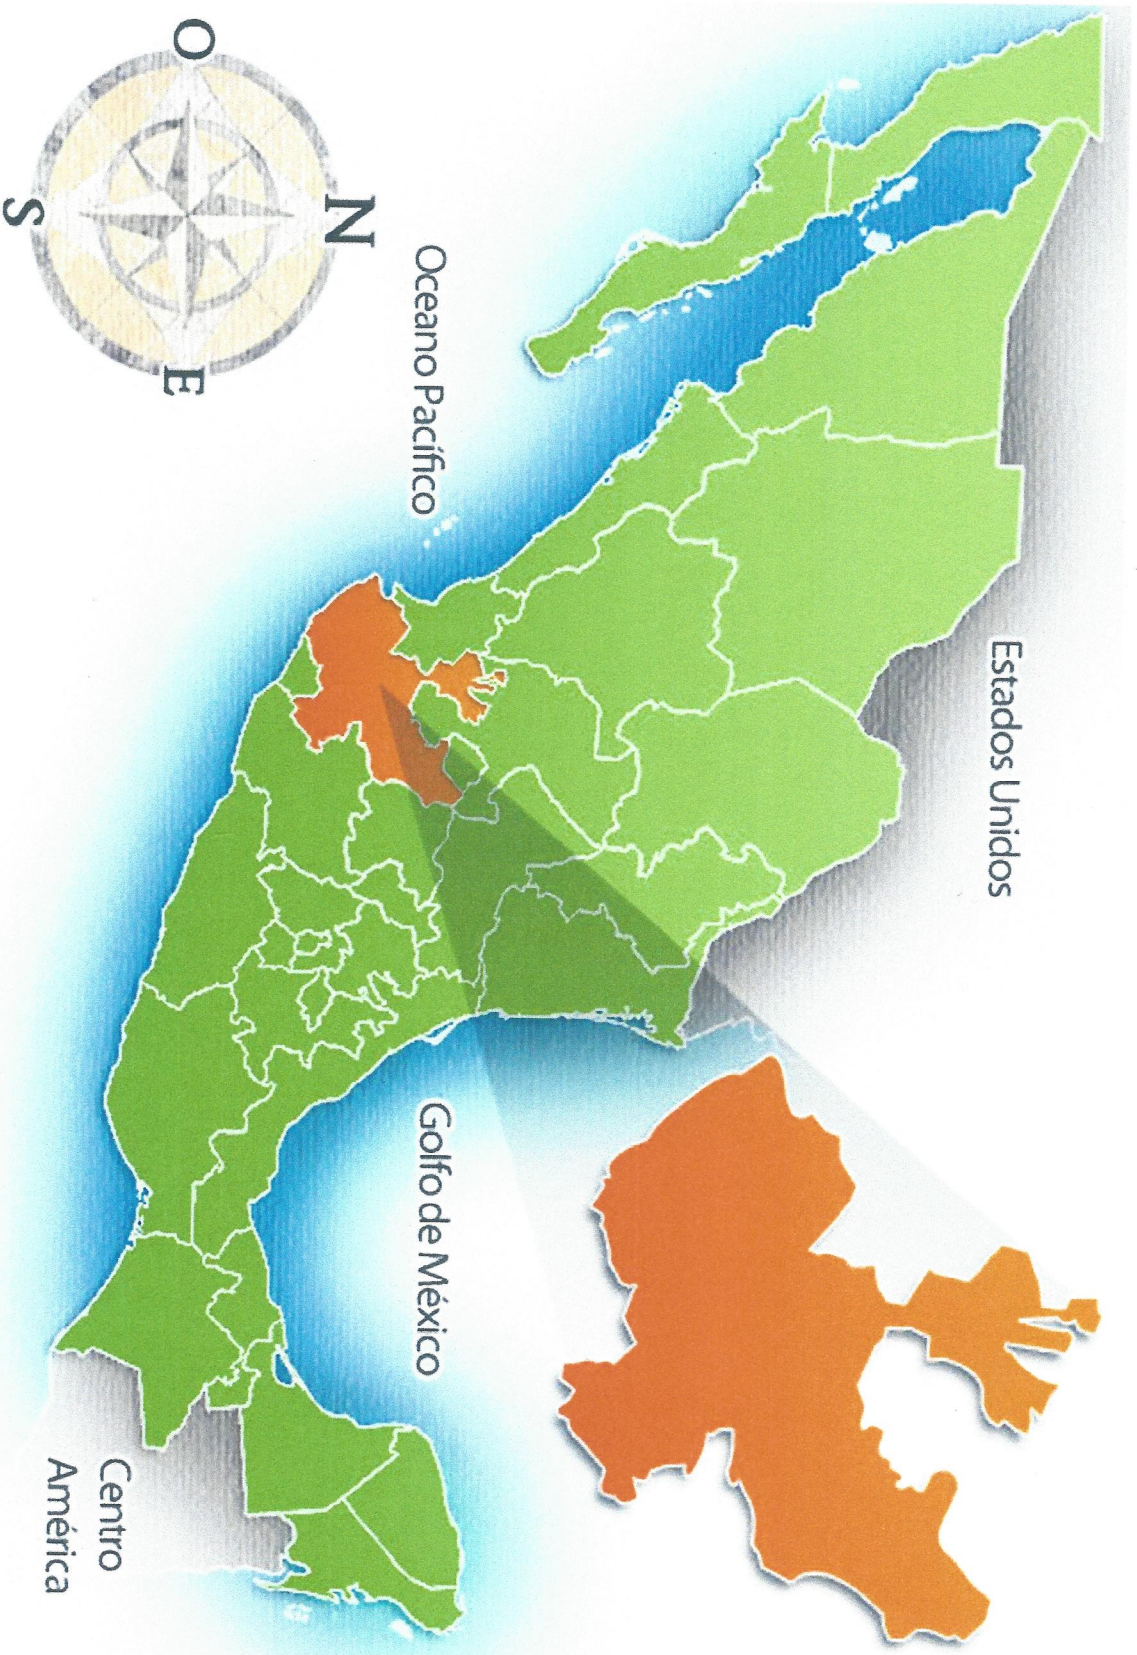 Estados Unidos
Oceano Pacífico
Golfo de México
Centro
América
N
O
E
S